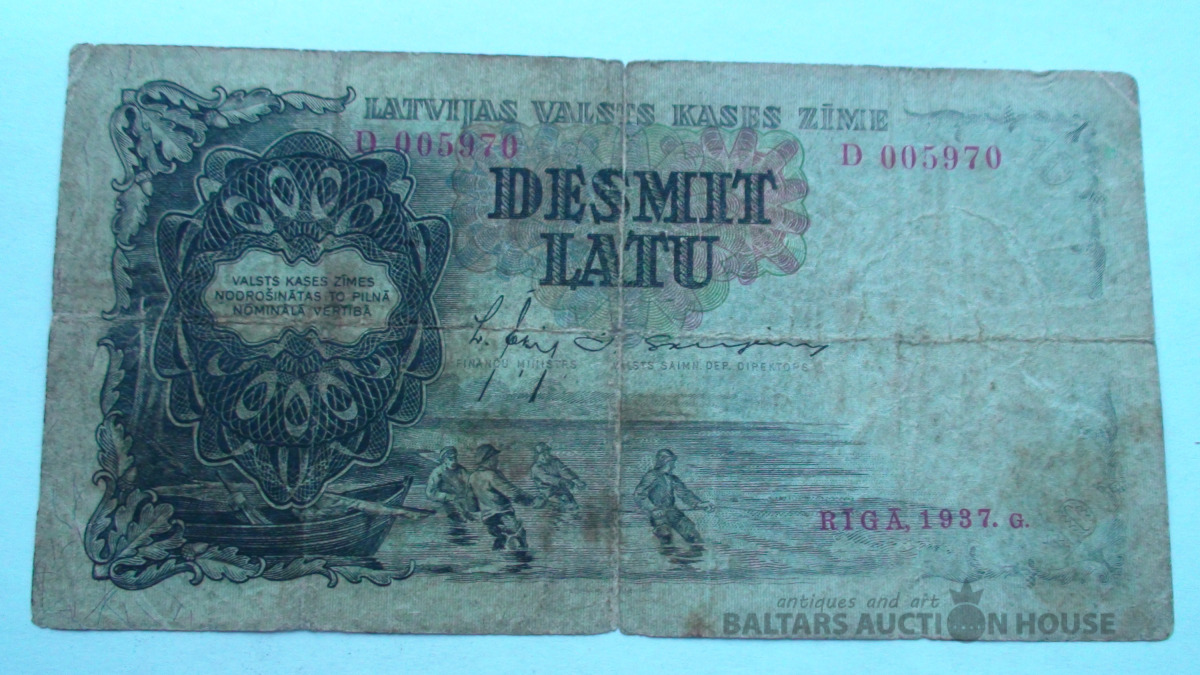 LATVIJAS VALSTS KASES ZĪME
D 005970
D 005970
DESMIT
LATU
VALSTS KASES ZĪMES
NODROŠINĀTAS TO PILNĀ
NOMINĀLĀ VĒRTĪBĀ
FINANČU MINISTRS
VALSTS SAIMN. DEP. DIREKTORS
RĪGĀ, 1937. G.
antiques and art
BALTARS AUCTION HOUSE